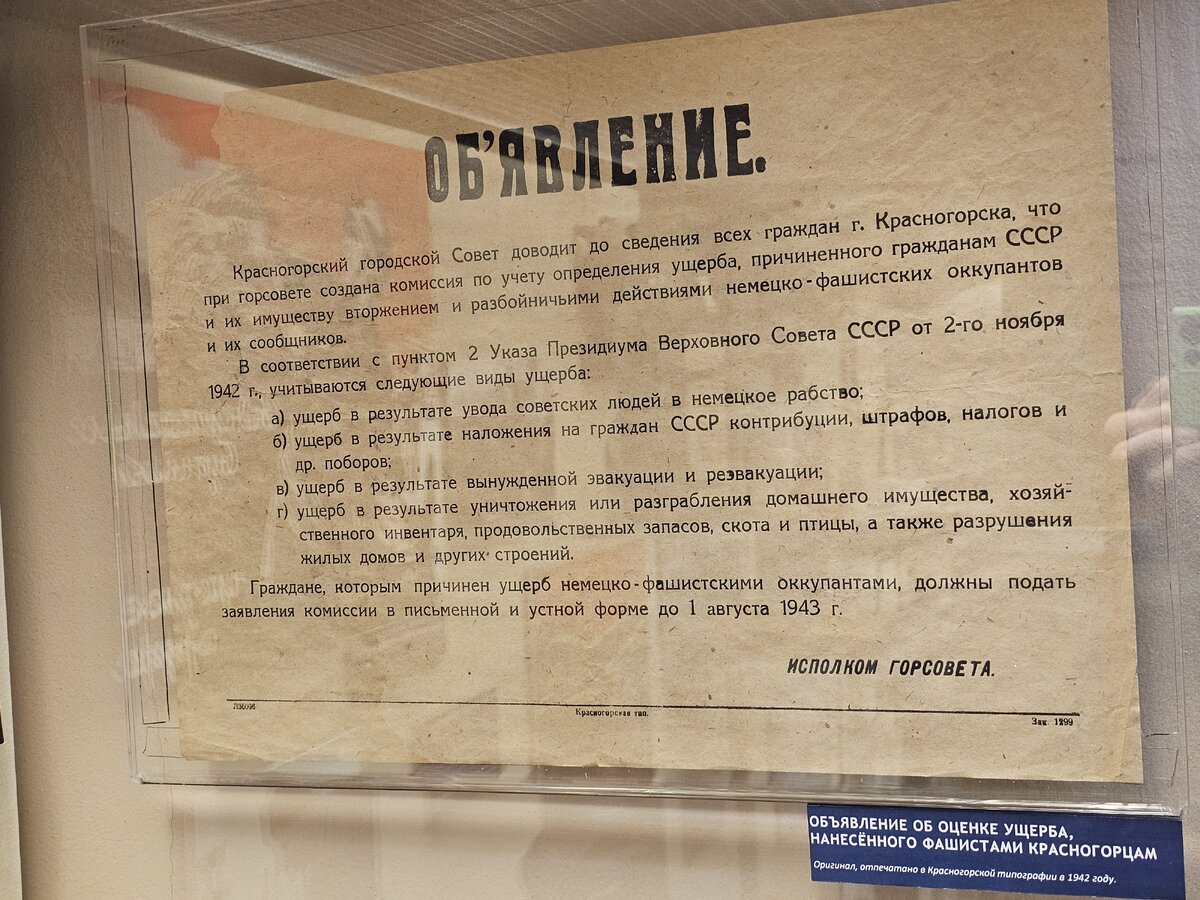 ОБ’ЯВЛЕНИЕ.
Красногорский городской Совет доводит до сведения всех граждан г. Красногорска, что
при горсовете создана комиссия по учету определения ущерба, причиненного гражданам СССР
и их имуществу вторжением и разбойничьими действиями немецко-фашистских оккупантов
и их сообщников.
В соответствии с пунктом 2 Указа Президиума Верховного Совета СССР от 2-го ноября
1942 г., учитываются следующие виды ущерба:
а) ущерб в результате увода советских людей в немецкое рабство;
б) ущерб в результате наложения на граждан СССР контрибуции, штрафов, налогов и
др. поборов;
в) ущерб в результате вынужденной эвакуации и реэвакуации;
г) ущерб в результате уничтожения или разграбления домашнего имущества, хозяй-
ственного инвентаря, продовольственных запасов, скота и птицы, а также разрушения
жилых домов и других строений.
Граждане, которым причинен ущерб немецко-фашистскими оккупантами, должны подать
заявления комиссии в письменной и устной форме до 1 августа 1943 г.
ИСПОЛКОМ ГОРСОВЕТА.
Красногорская тип.
Зак. 1299
ОБЪЯВЛЕНИЕ ОБ ОЦЕНКЕ УЩЕРБА,
НАНЕСЁННОГО ФАШИСТАМИ КРАСНОГОРЦАМ
Оригинал, отпечатано в Красногорской типографии в 1942 году.